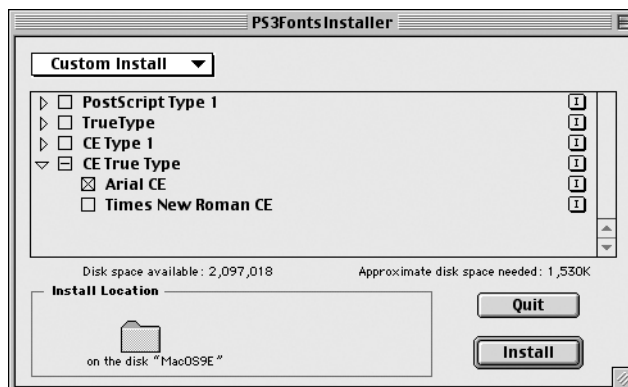 PS3FontsInstaller
Custom Install
PostScript Type 1
I
TrueType
I
CE Type 1
I
CE True Type
I
Arial CE
I
Times New Roman CE
I
Disk space available: 2,097,018
Approximate disk space needed: 1,530K
Install Location
on the disk “MacOS9E”
Quit
Install